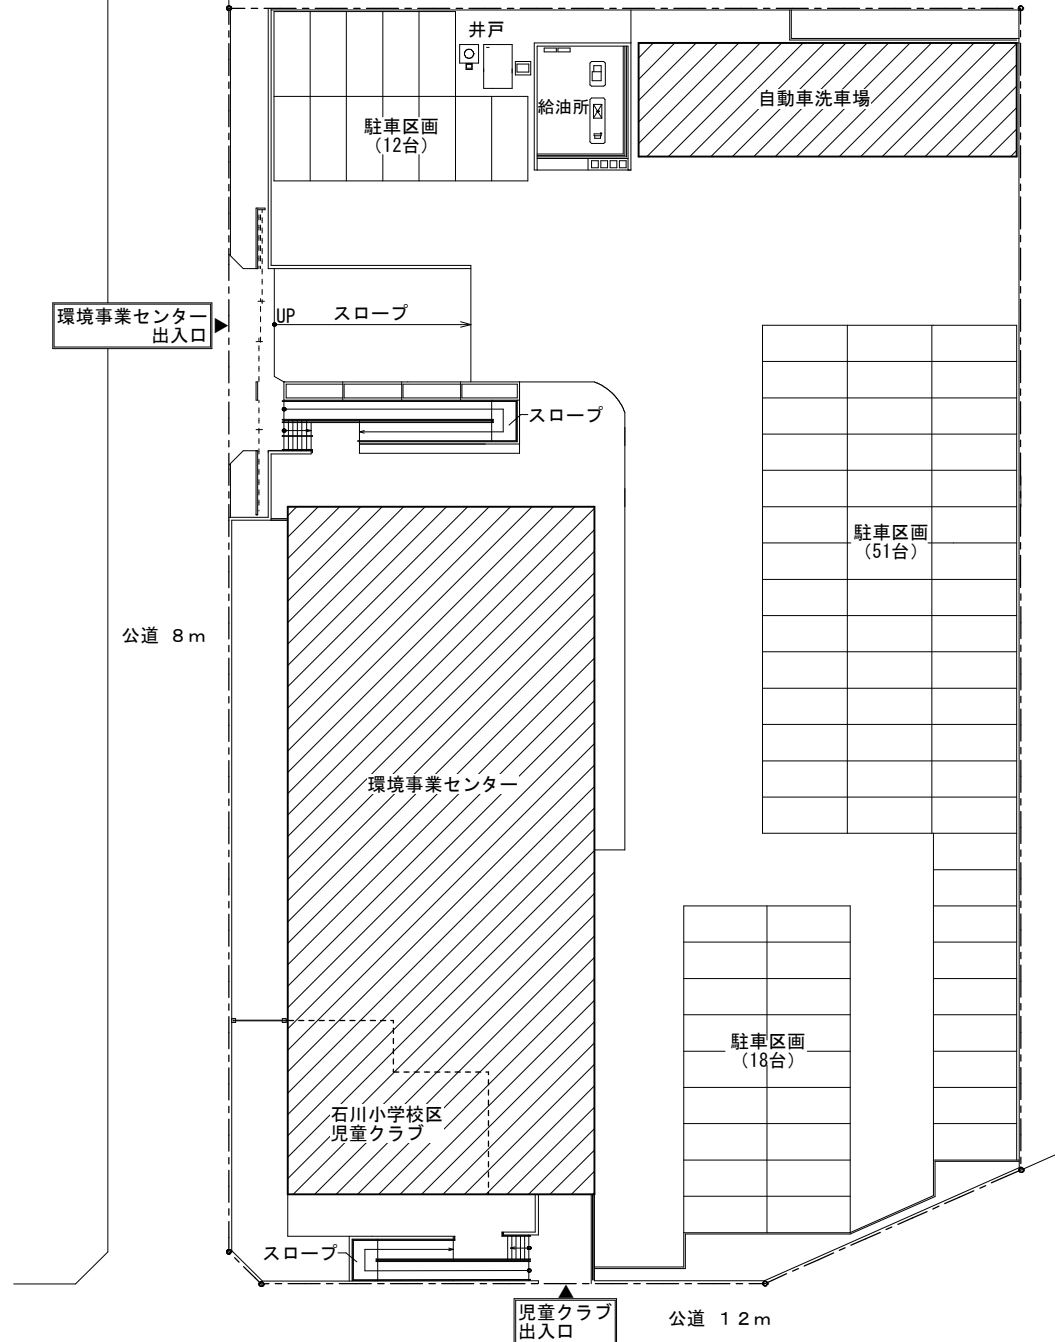 井戸
自動車洗車場
給油所
駐車区画
(12台)
環境事業センター
出入口
UP
スロープ
スロープ
駐車区画
(51台)
公道 8m
環境事業センター
駐車区画
(18台)
石川小学校区
児童クラブ
スロープ
児童クラブ
出入口
公道 12m